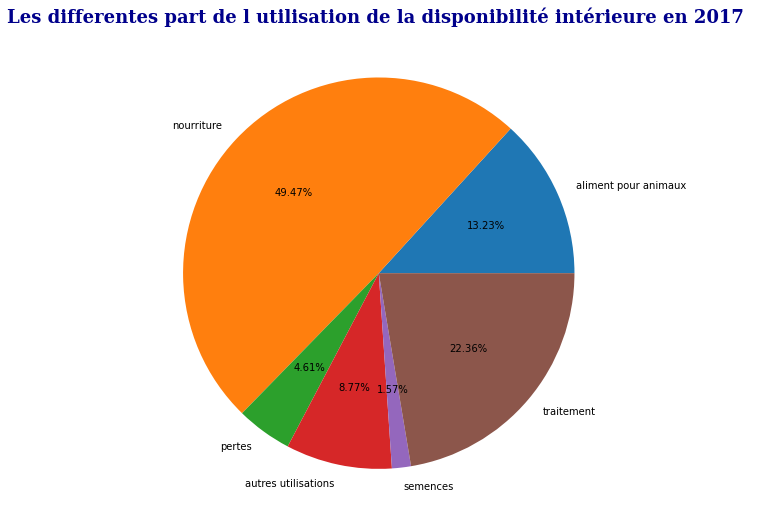 Les differentes part de l utilisation de la disponibilité intérieure en 2017
nourriture
49.47%
aliment pour animaux
13.23%
22.36%
4.61%
8.77%
1.57%
traitement
pertes
autres utilisations
semences